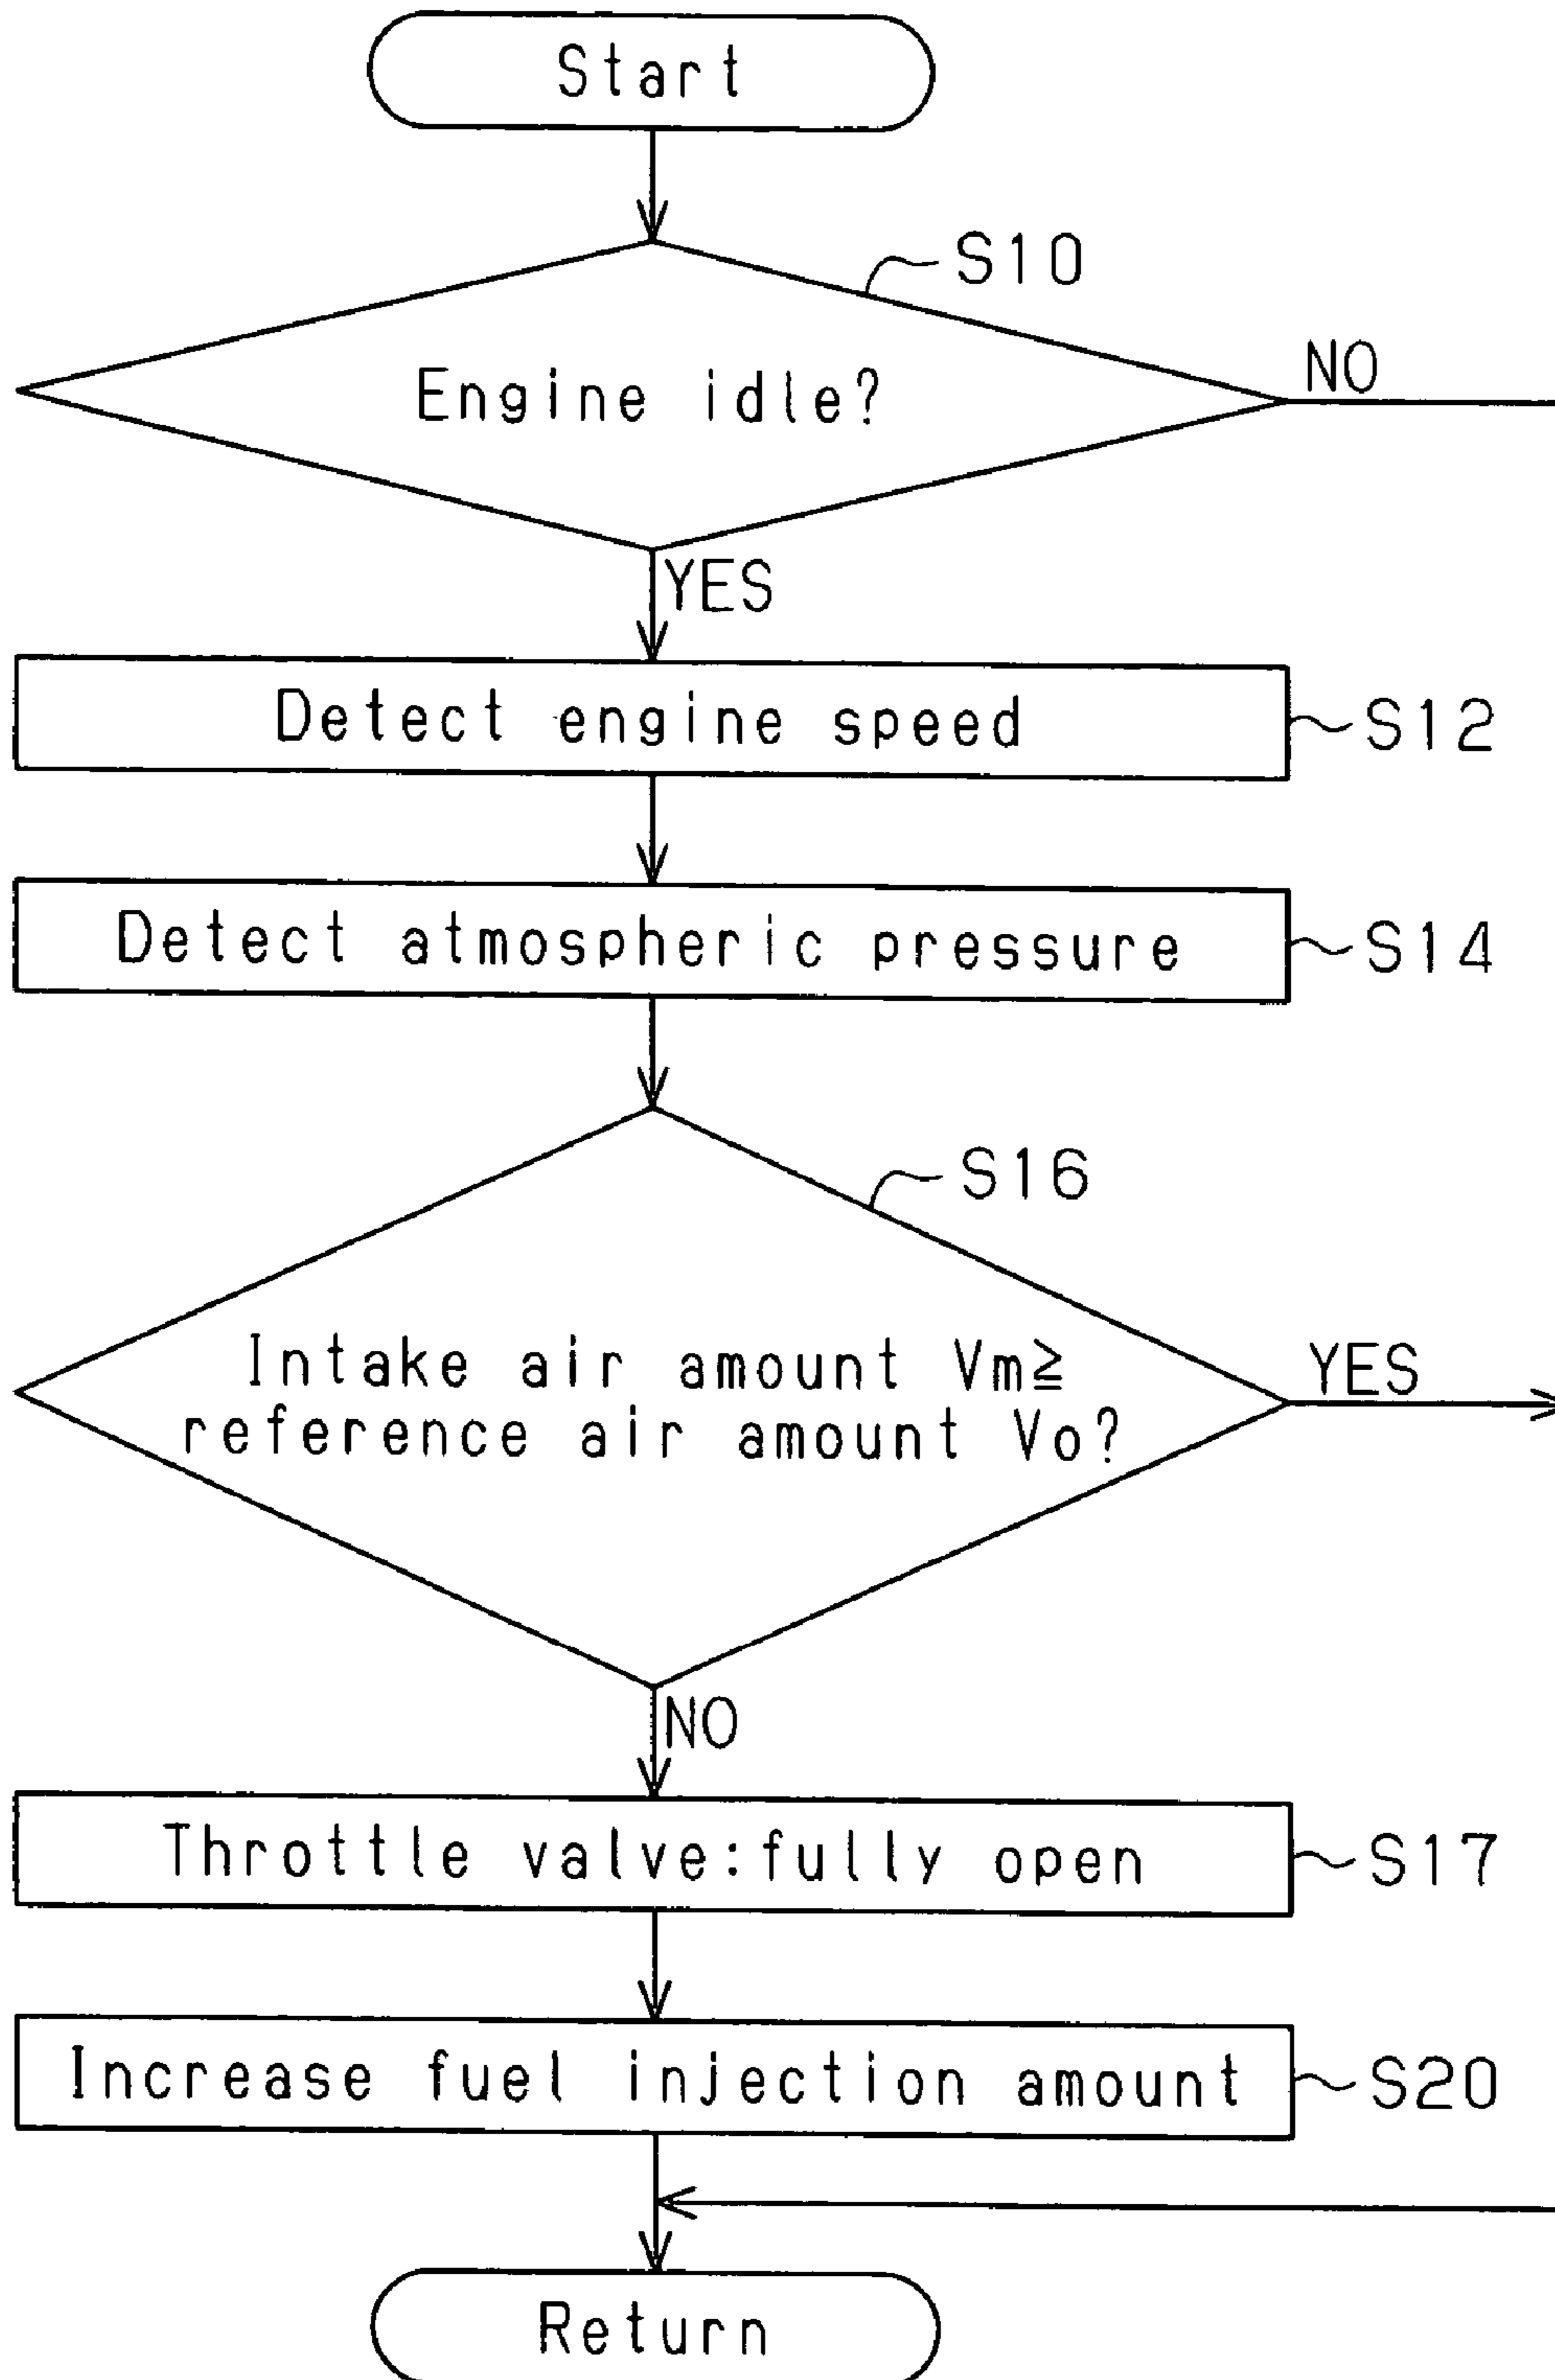 Start
S10
Engine idle?
NO
YES
Detect engine speed
S12
Detect atmospheric pressure
S14
S16
Intake air amount Vm≧
reference air amount Vo?
YES
NO
Throttle valve:fully open
S17
Increase fuel injection amount
S20
Return